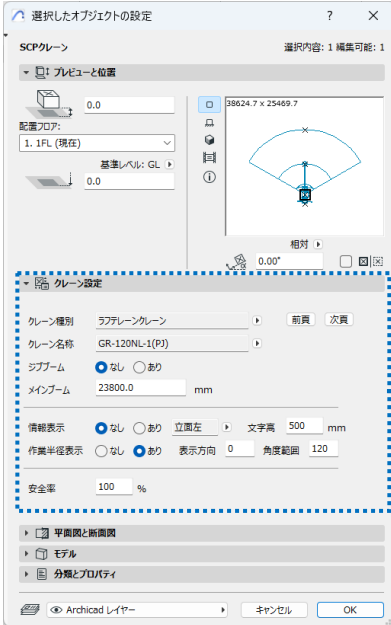 選択したオブジェクトの設定 ? ×
SCPクレーン 選択内容: 1 編集可能: 1
プレビューと位置
0.0
38624.7 x 25469.7
配置フロア:
1. 1FL (現在)
基準レベル: GL
0.0
相対
0.00°
クレーン設定
クレーン種別 ラフテレーンクレーン 前頁 次頁
クレーン名称 GR-120NL-1(PJ)
ジブブーム なし あり
メインブーム 23800.0 mm
情報表示 なし あり 立面左 文字高 500 mm
作業半径表示 なし あり 表示方向 0 角度範囲 120
安全率 100 %
平面図と断面図
モデル
分類とプロパティ
Archicad レイヤー キャンセル OK